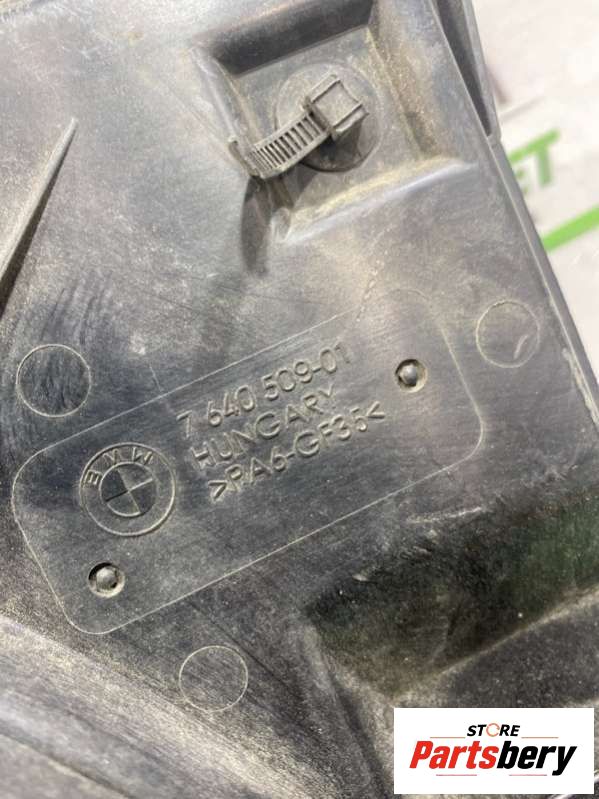 7 640 509-01
HUNGARY
>PA6-GF35<
BMW
STORE
Partsbery